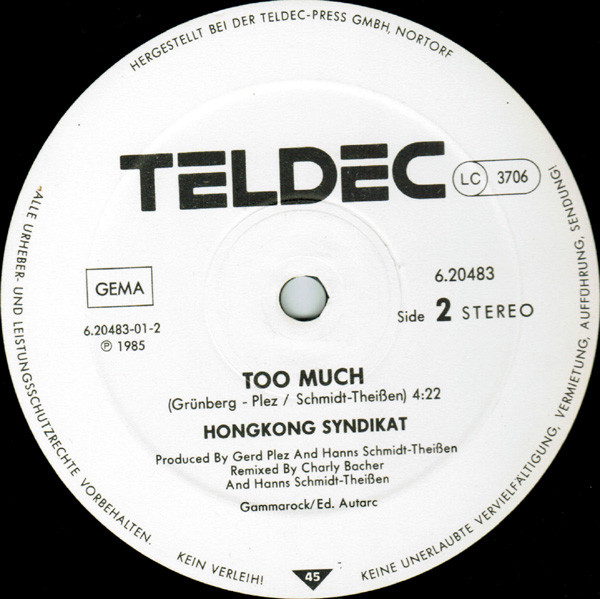 HERGESTELLT BEI DER TELDEC-PRESS GMBH, NORTORF
TELDEC
LC 3706
GEMA
6.20483
6.20483-01-2
Side 2 STEREO
℗ 1985
TOO MUCH
(Grünberg - Plez / Schmidt-Theißen) 4:22
HONGKONG SYNDIKAT
Produced By Gerd Plez And Hanns Schmidt-Theißen
Remixed By Charly Bacher
And Hanns Schmidt-Theißen
Gammarock/Ed. Autarc
45
ALLE URHEBER- UND LEISTUNGSSCHUTZRECHTE VORBEHALTEN. KEIN VERLEIH! KEINE UNERLAUBTE VERVIELFÄLTIGUNG, VERMIETUNG, AUFFÜHRUNG, SENDUNG!